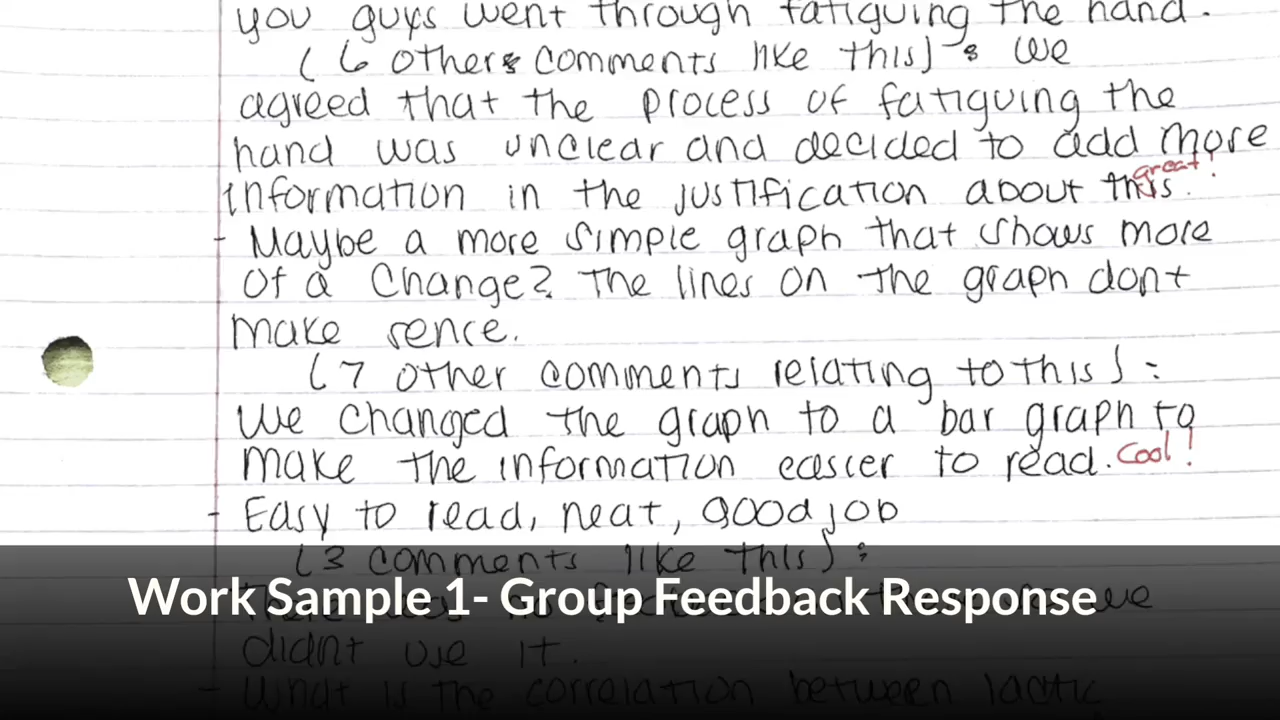 you guys went through fatiguing the hand.
( 6 others comments like this) : we
agreed that the process of fatiguing the
hand was unclear and decided to add more
great!
information in the justification about this.
- Maybe a more simple graph that shows more
of a change? The lines on the graph dont
make sence.
(7 other comments relating to this) :
We changed the graph to a bar graph to
make the information easier to read. Cool!
- Easy to read, neat, good job
(3 comments like this) :
Work Sample 1- Group Feedback Response
we
didnt use it.
- What is the correlation between lactic